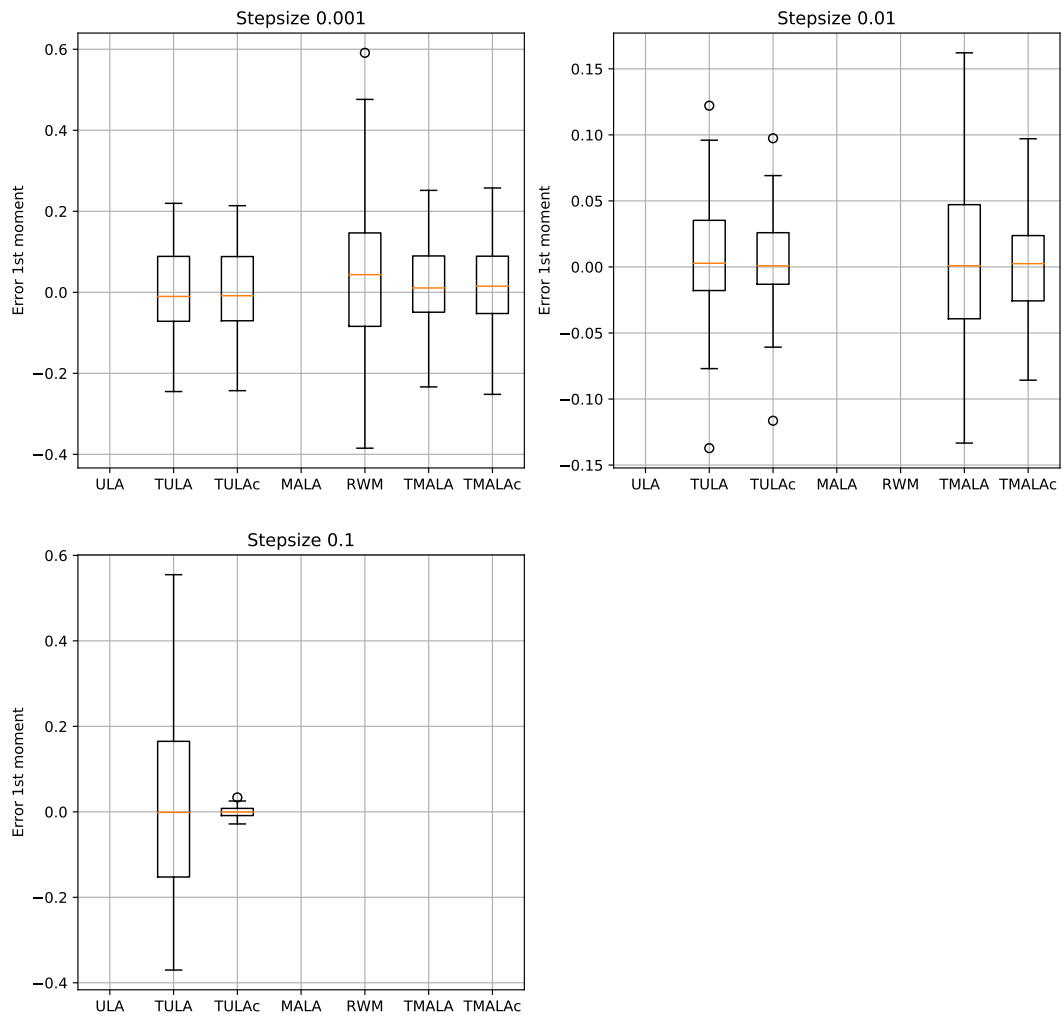 Stepsize 0.001
Error 1st moment
0.6
0.4
0.2
0.0
−0.2
−0.4
ULA TULA TULAc MALA RWM TMALA TMALAc
Stepsize 0.01
Error 1st moment
0.15
0.10
0.05
0.00
−0.05
−0.10
−0.15
ULA TULA TULAc MALA RWM TMALA TMALAc
Stepsize 0.1
Error 1st moment
0.6
0.4
0.2
0.0
−0.2
−0.4
ULA TULA TULAc MALA RWM TMALA TMALAc